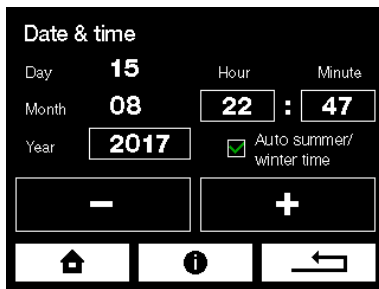 Date & time
Day 15 Hour Minute
Month 08 22 : 47
Year 2017 Auto summer/
winter time
− +
i